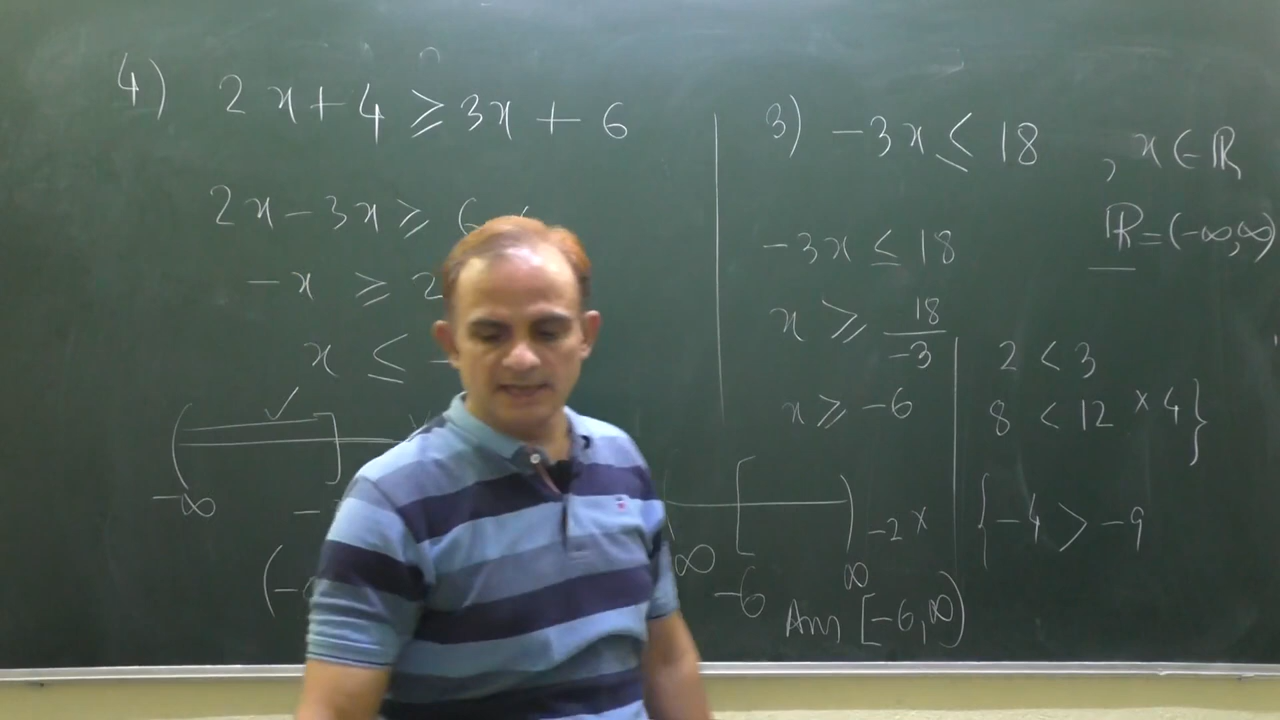 4) 2x+4 ≥ 3x+6
2x-3x ≥ 6
-x ≥ 2
x ≤ -
✓
-∞
(-
3) -3x ≤ 18 , x∈ℝ
ℝ=(-∞,∞)
-3x ≤ 18
x ≥ 18/-3
x ≥ -6
∞ -6 ∞
Ans [-6,∞)
2 < 3
8 < 12 ×4}
-2× {-4 > -9